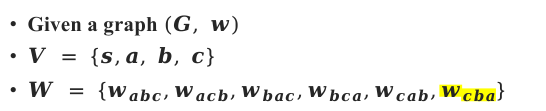 • Given a graph (G, w)
• V = {s, a, b, c}
• W = {w_abc, w_acb, w_bac, w_bca, w_cab, w_cba}